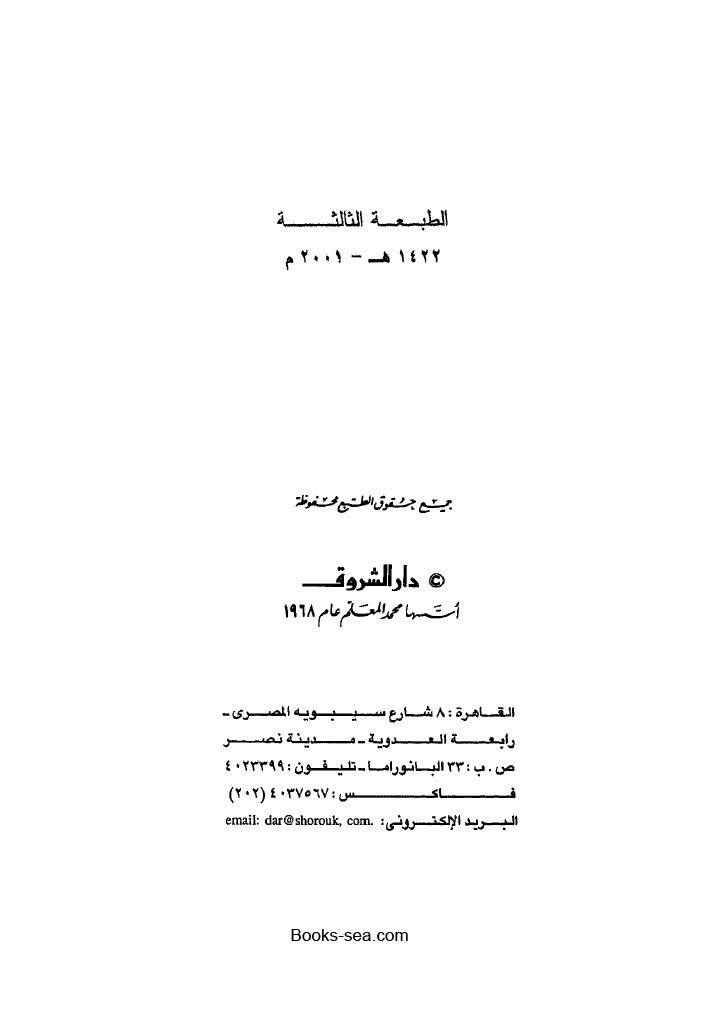 الطبعة الثالثة
١٤٢٢ هـ - ٢٠٠١ م
جميع حقوق الطبع محفوظة
© دار الشروق
أسسها محمد المعلم عام ١٩٦٨
القاهرة : ٨ شارع سيبويه المصرى -
رابعة العدوية - مدينة نصر
ص . ب : ٣٣ البانوراما - تليفون : ٤٠٢٣٣٩٩
فاكس : ٤٠٣٧٥٦٧ (٢٠٢)
البريد الإلكترونى: email: dar@shorouk, com.
Books-sea.com